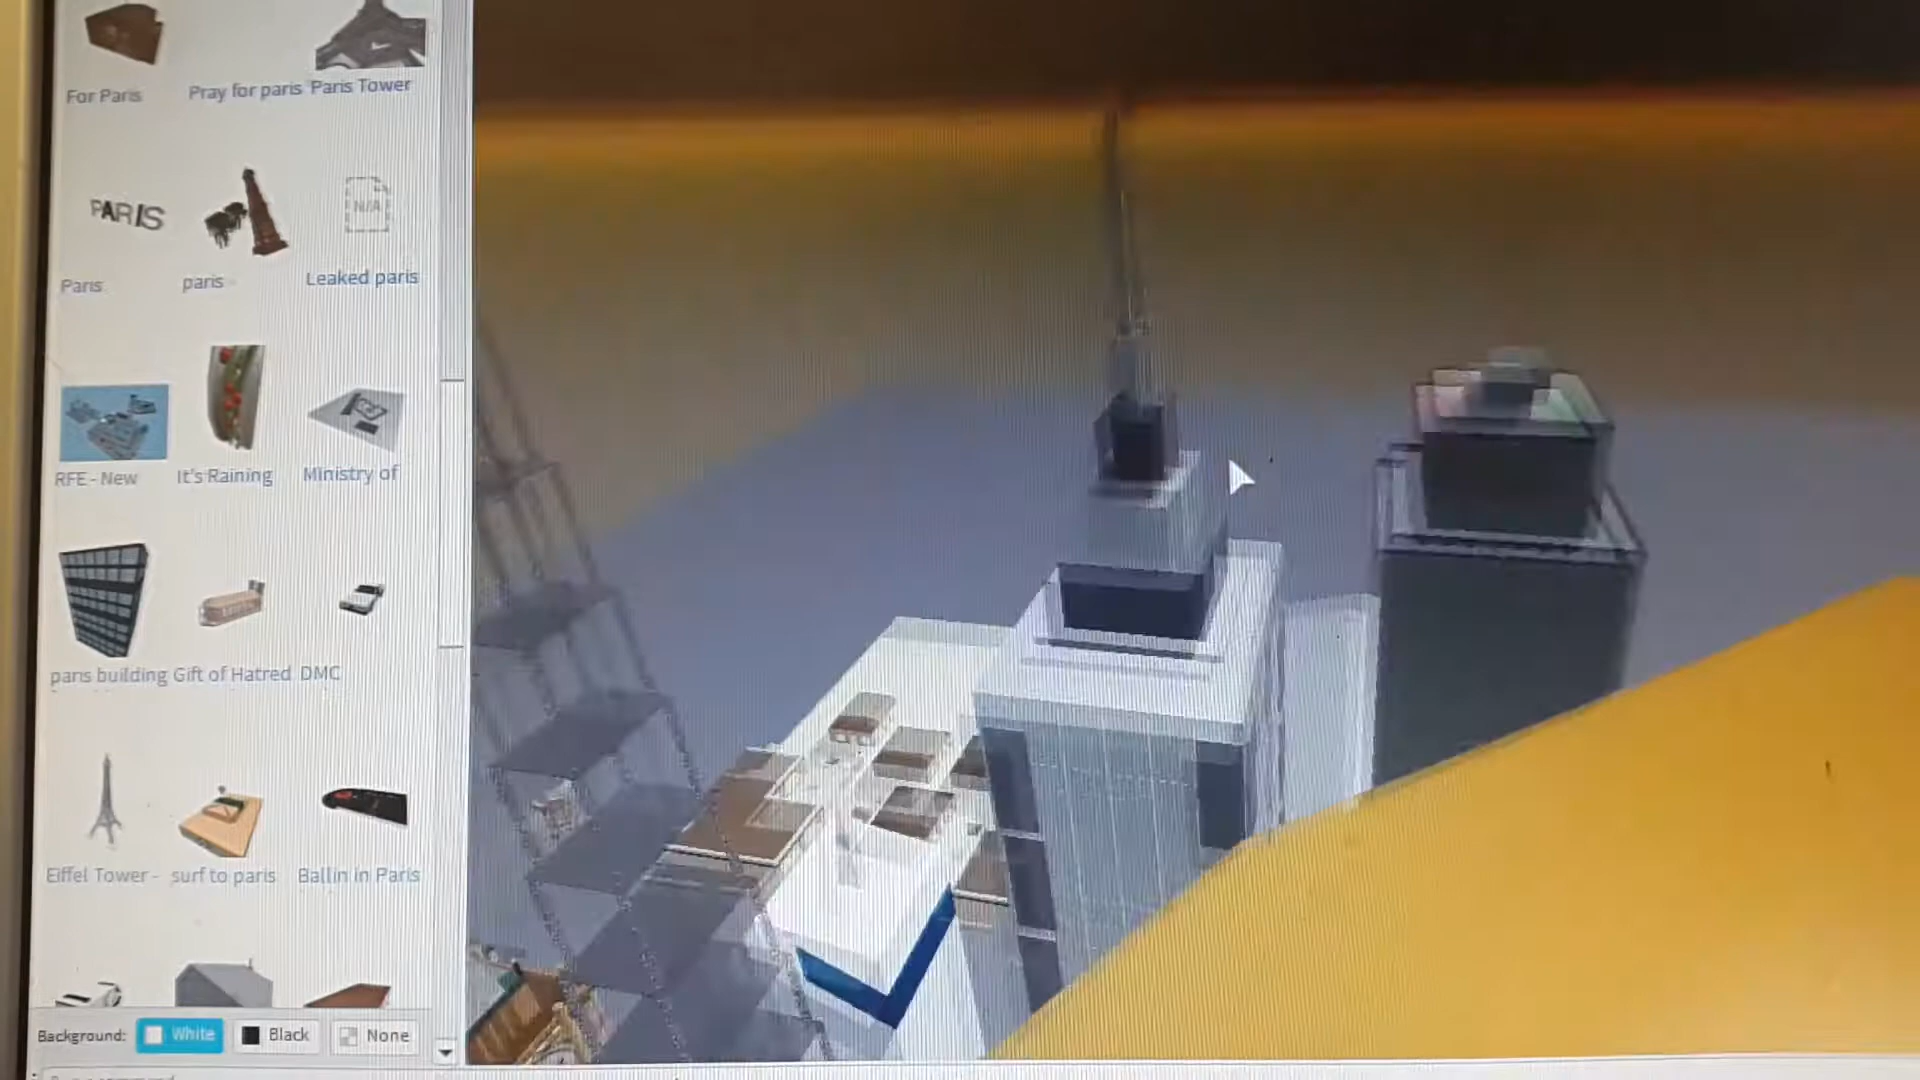 For Paris
Pray for paris
Paris Tower
PARIS
N/A
Paris
paris -
Leaked paris
RFE - New
It's Raining
Ministry of
paris building
Gift of Hatred
DMC
Eiffel Tower -
surf to paris
Ballin in Paris
Background: White Black None